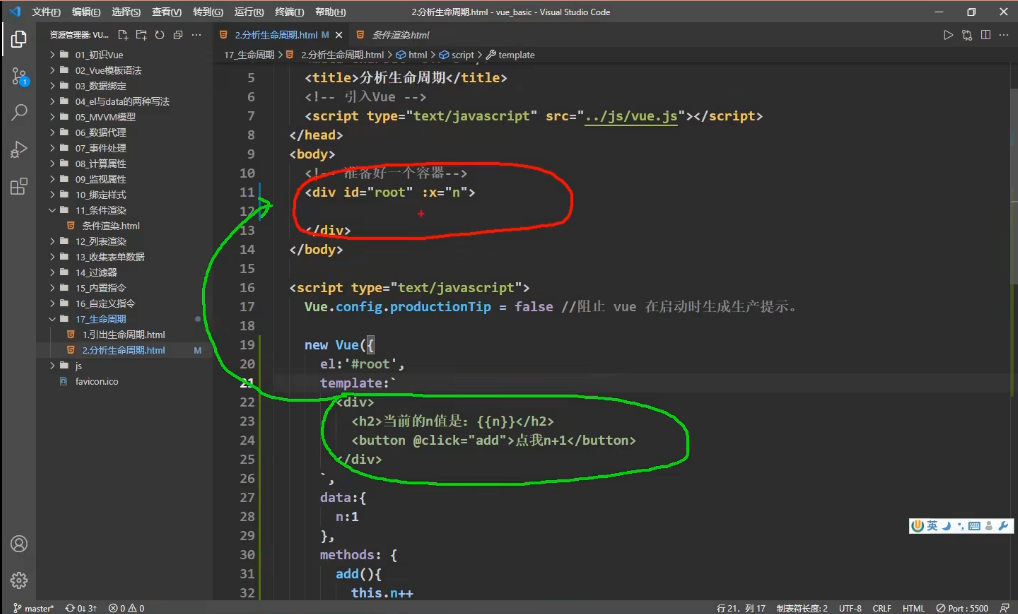 文件(F) 编辑(E) 选择(S) 查看(V) 转到(G) 运行(R) 终端(T) 帮助(H) 2.分析生命周期.html - vue_basic - Visual Studio Code
资源管理器: VU...
2.分析生命周期.html M
条件渲染.html
17_生命周期 > 2.分析生命周期.html > html > script > template
01_初识Vue
02_Vue模板语法
03_数据绑定
04_el与data的两种写法
05_MVVM模型
06_数据代理
07_事件处理
08_计算属性
09_监视属性
10_绑定样式
11_条件渲染
条件渲染.html
12_列表渲染
13_收集表单数据
14_过滤器
15_内置指令
16_自定义指令
17_生命周期
1.引出生命周期.html
2.分析生命周期.html M
js
favicon.ico
1
5 <title>分析生命周期</title>
6 <!-- 引入Vue -->
7 <script type="text/javascript" src="../js/vue.js"></script>
8 </head>
9 <body>
10 <!-- 准备好一个容器-->
11 <div id="root" :x="n">
12
13 </div>
14 </body>
15
16 <script type="text/javascript">
17 Vue.config.productionTip = false //阻止 vue 在启动时生成生产提示。
18
19 new Vue({
20 el:'#root',
21 template:`
22 <div>
23 <h2>当前的n值是：{{n}}</h2>
24 <button @click="add">点我n+1</button>
25 </div>
26 `,
27 data:{
28 n:1
29 },
30 methods: {
31 add(){
32 this.n++
英
master* 0↓ 3↑ 0 0 行 21，列 17 制表符长度: 2 UTF-8 CRLF HTML Port : 5500